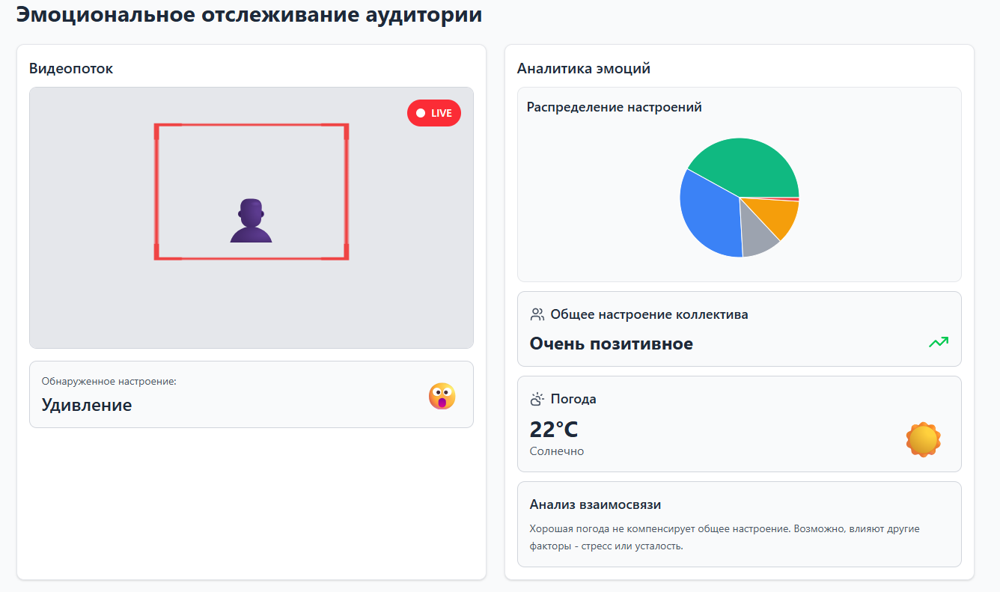 Эмоциональное отслеживание аудитории
Видеопоток
LIVE
Обнаруженное настроение:
Удивление
Аналитика эмоций
Распределение настроений
Общее настроение коллектива
Очень позитивное
Погода
22°C
Солнечно
Анализ взаимосвязи
Хорошая погода не компенсирует общее настроение. Возможно, влияют другие
факторы - стресс или усталость.